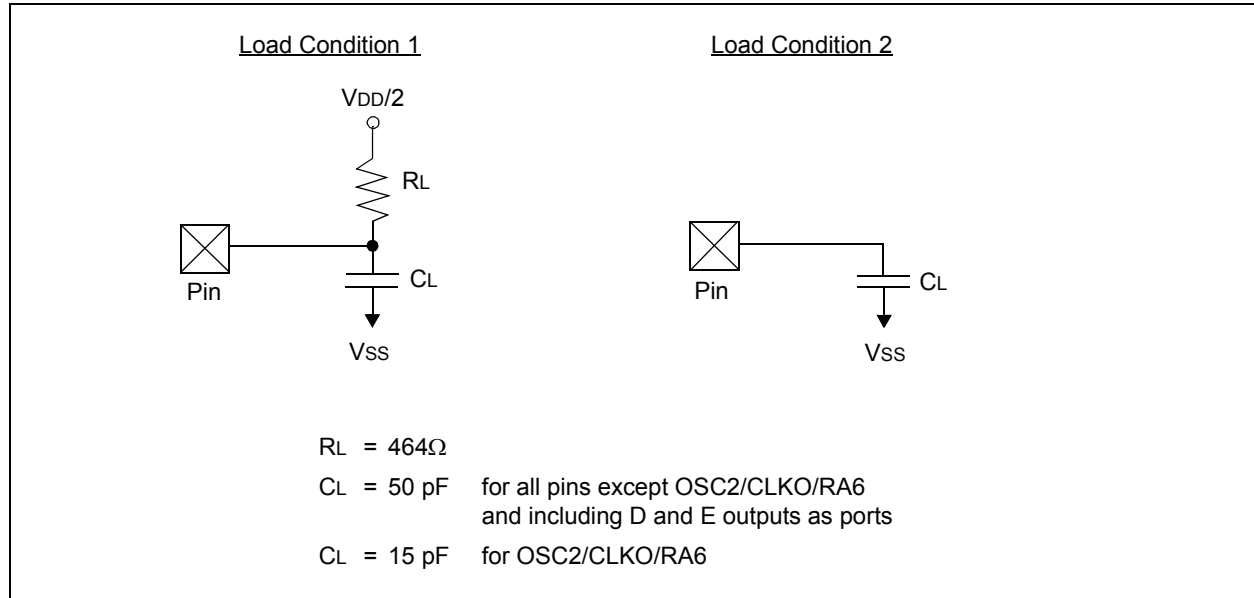 Load Condition 1
Load Condition 2
VDD/2
RL
Pin
CL
VSS
Pin
CL
VSS
RL = 464Ω
CL = 50 pF for all pins except OSC2/CLKO/RA6
and including D and E outputs as ports
CL = 15 pF for OSC2/CLKO/RA6